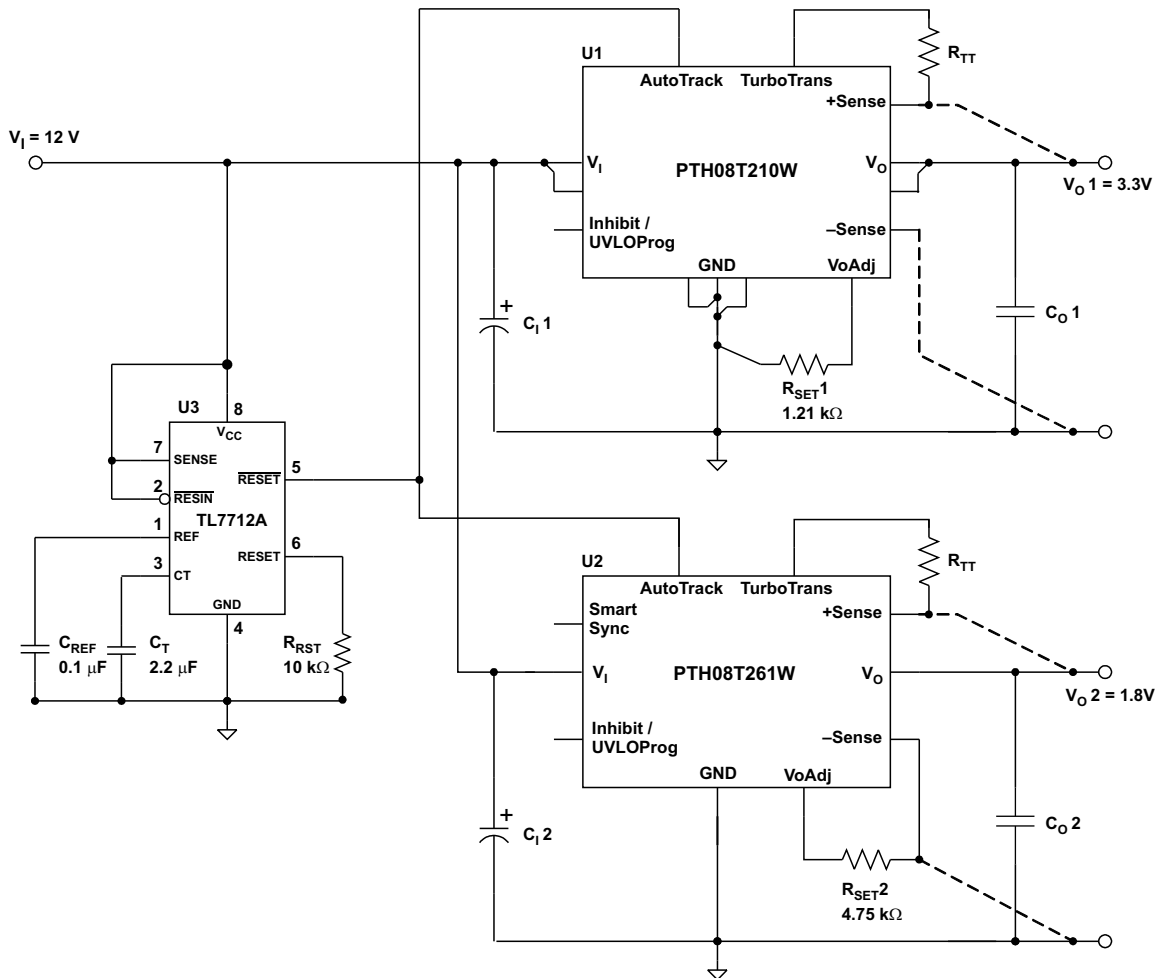 V_I = 12 V
U1
AutoTrack
TurboTrans
R_TT
+Sense
V_I
PTH08T210W
V_O
V_O 1 = 3.3V
Inhibit /
UVLOProg
–Sense
GND
VoAdj
+
C_I 1
R_SET1
1.21 kΩ
C_O 1
U3
8
V_CC
7
SENSE
5
RESET
2
RESIN
TL7712A
1
REF
6
RESET
3
CT
GND
4
C_REF
0.1 µF
C_T
2.2 µF
R_RST
10 kΩ
U2
AutoTrack
TurboTrans
R_TT
Smart
Sync
+Sense
V_I
PTH08T261W
V_O
V_O 2 = 1.8V
Inhibit /
UVLOProg
–Sense
GND
VoAdj
+
C_I 2
R_SET2
4.75 kΩ
C_O 2